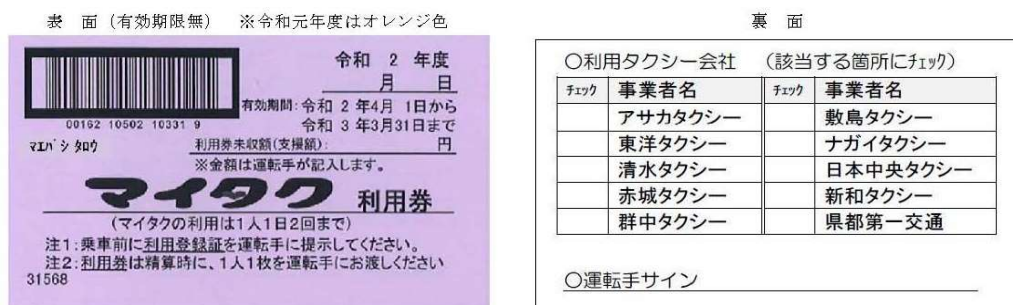 表 面 (有効期限無) ※令和元年度はオレンジ色
令和 2 年度
月 日
有効期間:令和 2年4月 1日から
令和 3年3月31日まで
00162 10502 10331 9
マエバシ タロウ
利用券未収額(支援額): 円
※金額は運転手が記入します。
マイタク 利用券
(マイタクの利用は1人1日2回まで)
注1:乗車前に利用登録証を運転手に提示してください。
注2:利用券は精算時に、1人1枚を運転手にお渡しください
31568
裏 面
○利用タクシー会社 (該当する箇所にチェック)
チェック 事業者名 チェック 事業者名
アサカタクシー 敷島タクシー
東洋タクシー ナガイタクシー
清水タクシー 日本中央タクシー
赤城タクシー 新和タクシー
群中タクシー 県都第一交通
○運転手サイン